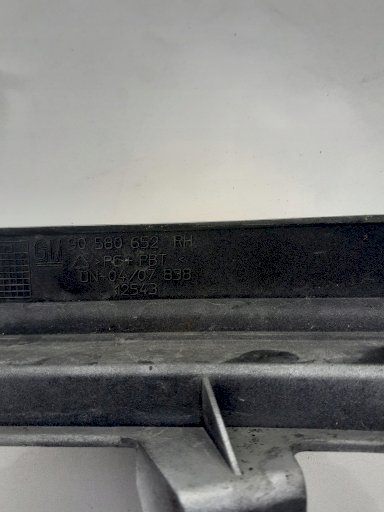 GM 90 580 652 RH
PC+PBT
UN 04/07 838
12543